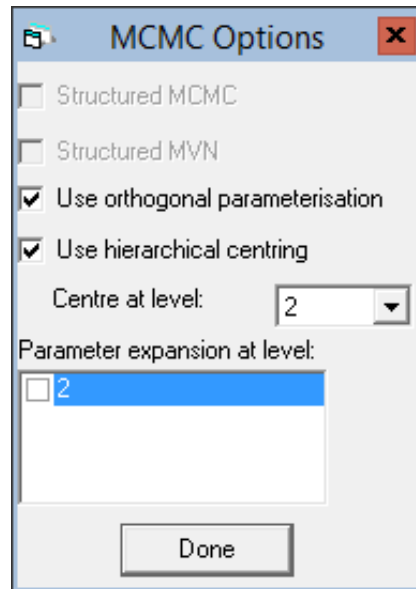 MCMC Options
Structured MCMC
Structured MVN
Use orthogonal parameterisation
Use hierarchical centring
Centre at level: 2
Parameter expansion at level:
2
Done